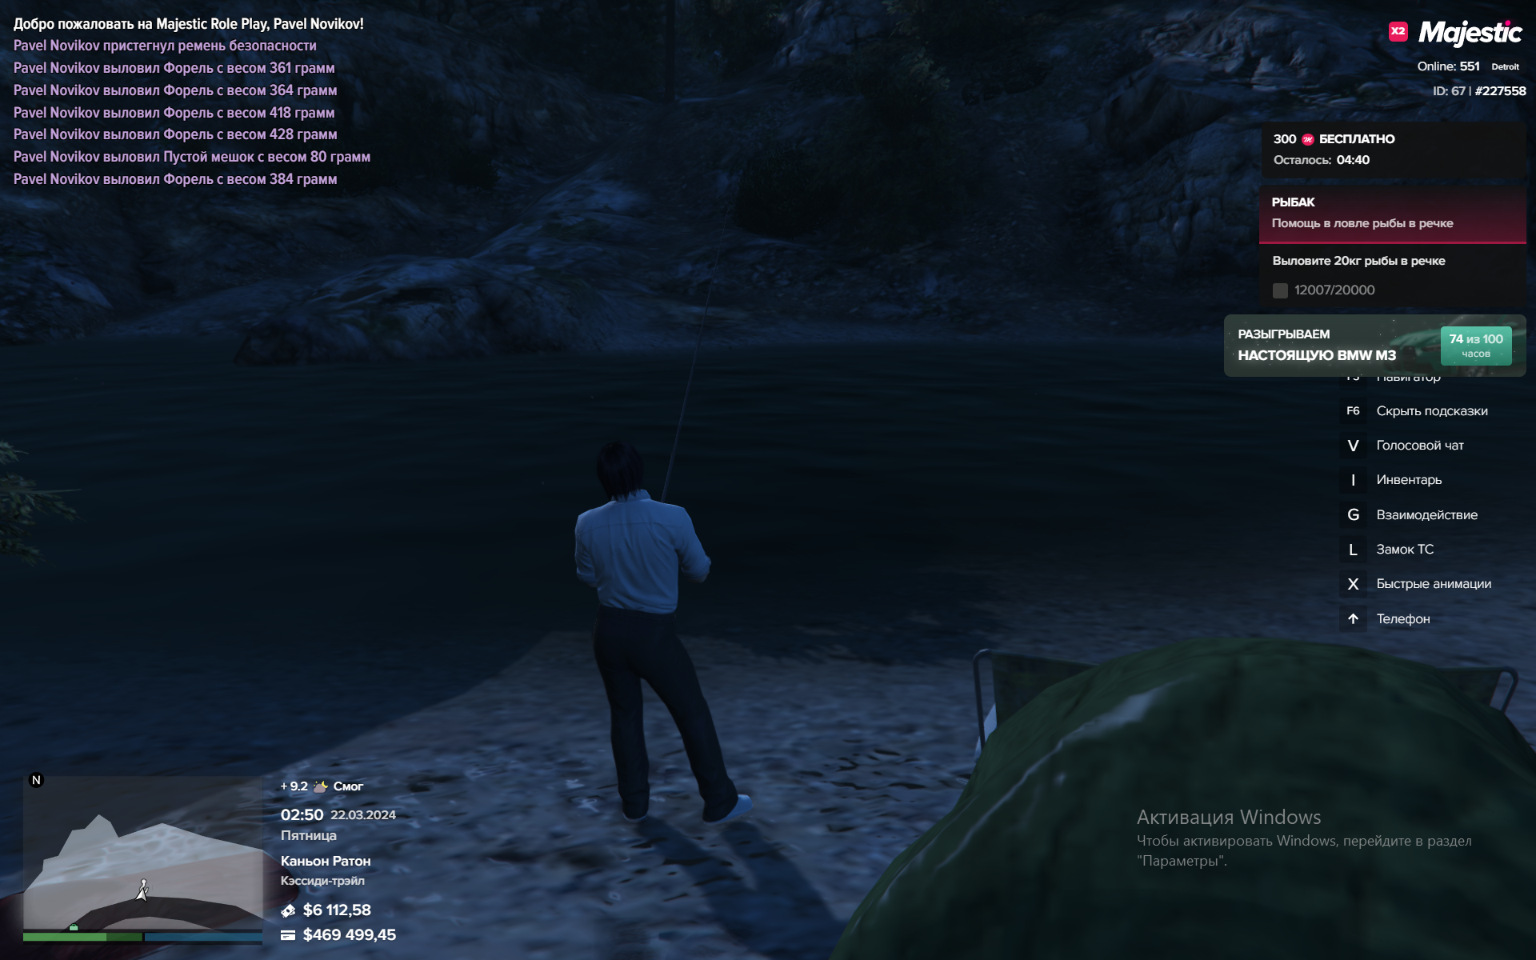 Добро пожаловать на Majestic Role Play, Pavel Novikov!
Pavel Novikov пристегнул ремень безопасности
Pavel Novikov выловил Форель с весом 361 грамм
Pavel Novikov выловил Форель с весом 364 грамм
Pavel Novikov выловил Форель с весом 418 грамм
Pavel Novikov выловил Форель с весом 428 грамм
Pavel Novikov выловил Пустой мешок с весом 80 грамм
Pavel Novikov выловил Форель с весом 384 грамм
X2 Majestic
Online: 551 Detroit
ID: 67 | #227558
300 БЕСПЛАТНО
Осталось: 04:40
РЫБАК
Помощь в ловле рыбы в речке
Выловите 20кг рыбы в речке
12007/20000
РАЗЫГРЫВАЕМ
НАСТОЯЩУЮ BMW M3
74 из 100
часов
Навигатор
F6 Скрыть подсказки
V Голосовой чат
I Инвентарь
G Взаимодействие
L Замок ТС
X Быстрые анимации
↑ Телефон
N
+ 9.2 Смог
02:50 22.03.2024
Пятница
Каньон Ратон
Кэссиди-трэйл
$6 112,58
$469 499,45
Активация Windows
Чтобы активировать Windows, перейдите в раздел
"Параметры".